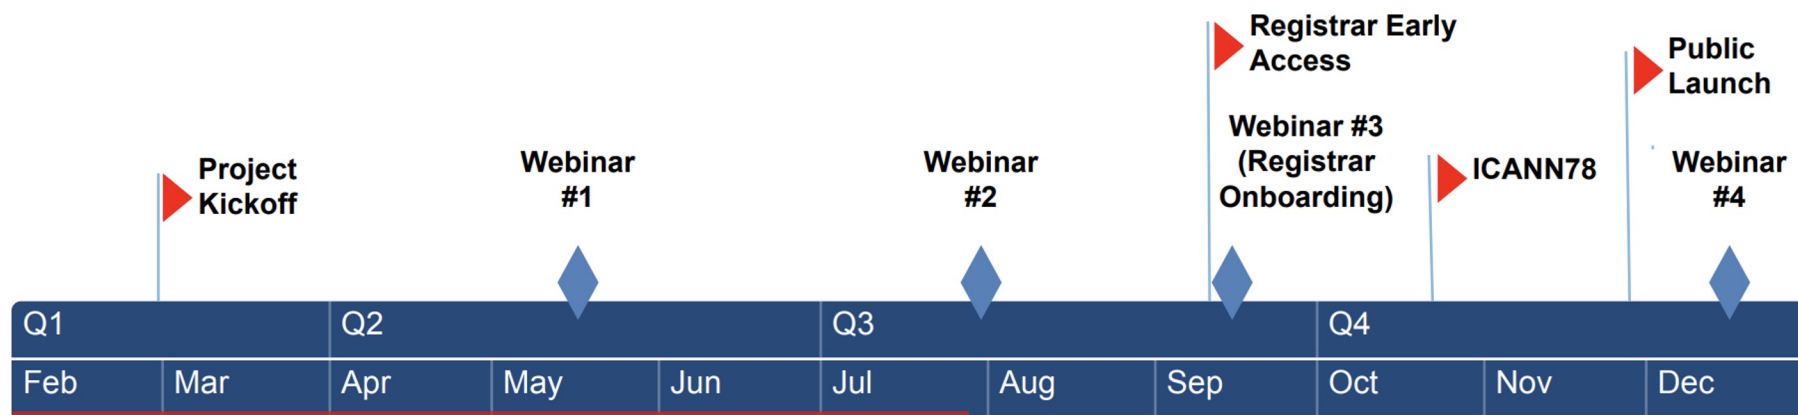 Registrar Early
Access
Public
Launch
Webinar #3
(Registrar
Onboarding)
Project
Kickoff
Webinar
#1
Webinar
#2
ICANN78
Webinar
#4
Q1 Q2 Q3 Q4
Feb Mar Apr May Jun Jul Aug Sep Oct Nov Dec